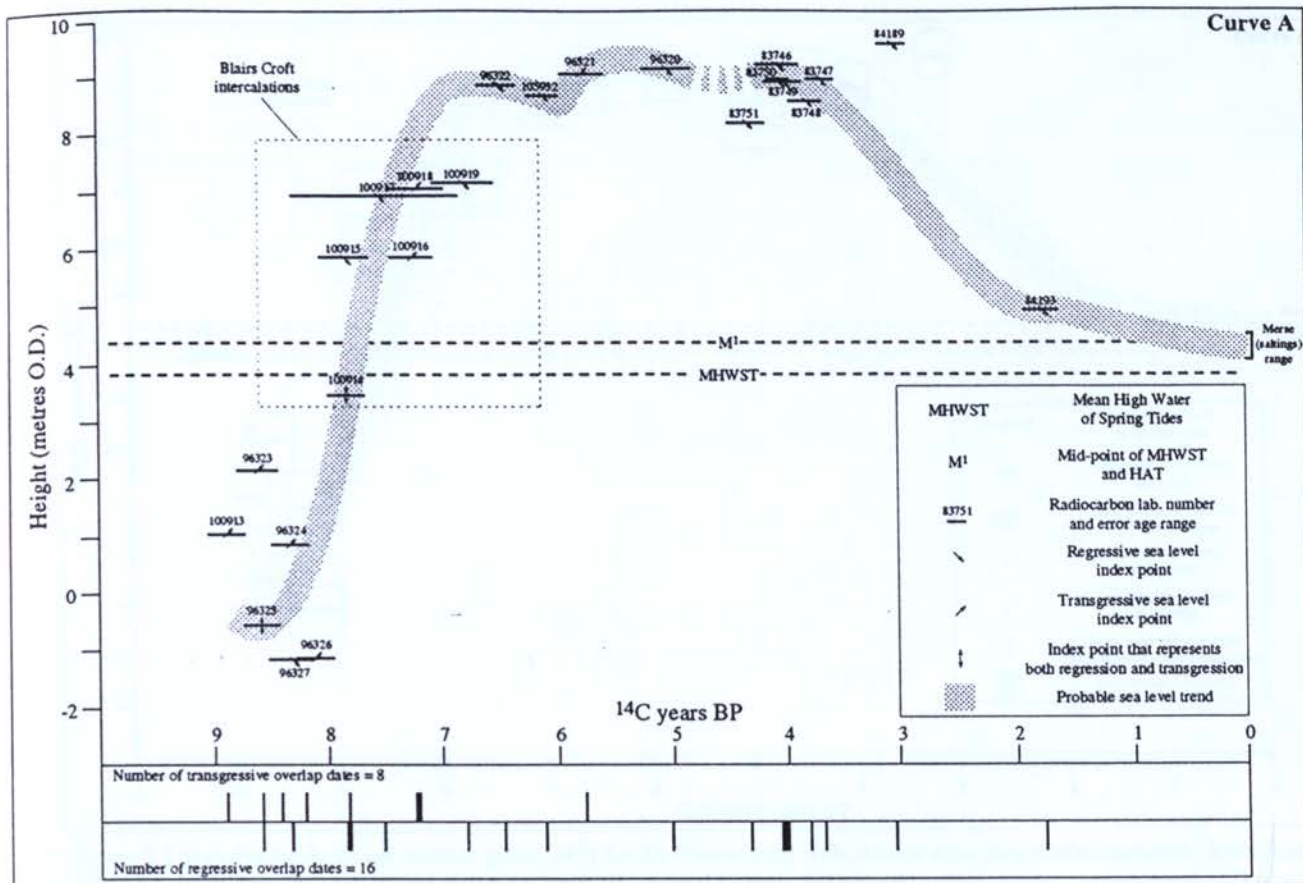 Curve A
10
8
6
4
2
0
-2
Height (metres O.D.)
Blairs Croft
intercalations
84189
96322
105932
96321
96320
83746
83750
83747
83749
83748
83751
100918
100919
100917
100915
100916
M¹
MHWST
100914
84193
Merse
(saltings)
range
96323
100913
96324
96325
96326
96327
MHWST
Mean High Water
of Spring Tides
M¹
Mid-point of MHWST
and HAT
83751
Radiocarbon lab. number
and error age range
Regressive sea level
index point
Transgressive sea level
index point
Index point that represents
both regression and transgression
Probable sea level trend
¹⁴C years BP
9 8 7 6 5 4 3 2 1 0
Number of transgressive overlap dates = 8
Number of regressive overlap dates = 16